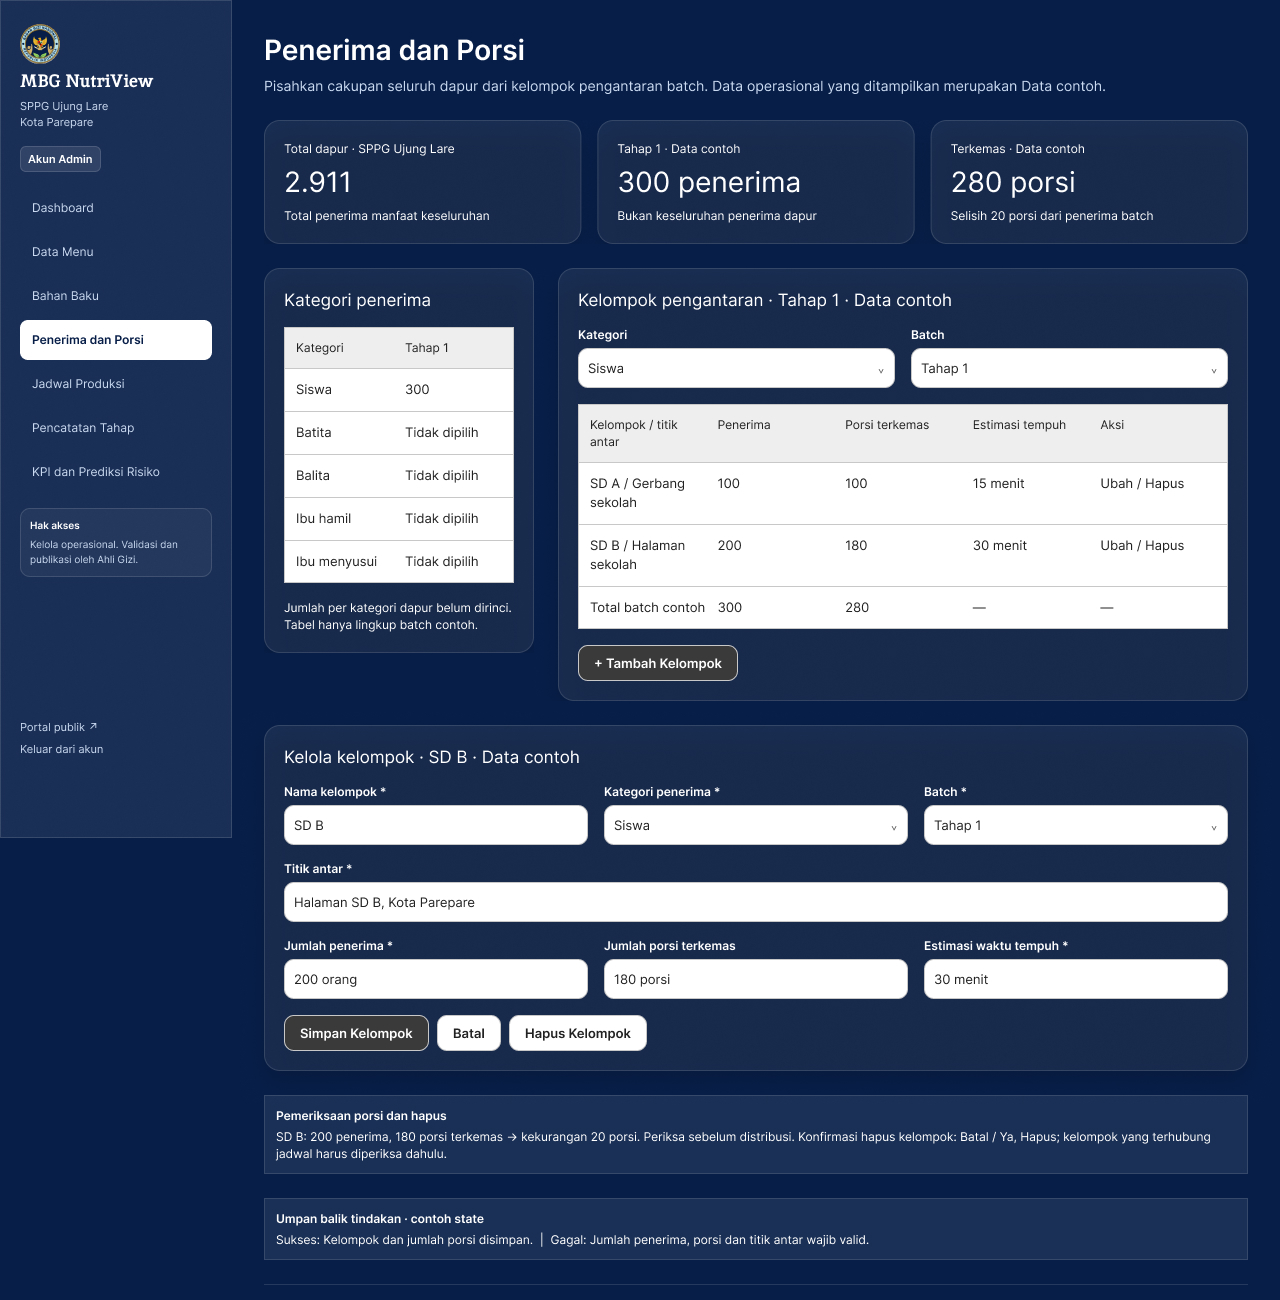 MBG NutriView
SPPG Ujung Lare
Kota Parepare
Akun Admin
Dashboard
Data Menu
Bahan Baku
Penerima dan Porsi
Jadwal Produksi
Pencatatan Tahap
KPI dan Prediksi Risiko
Hak akses
Kelola operasional. Validasi dan
publikasi oleh Ahli Gizi.
Portal publik ↗
Keluar dari akun
Penerima dan Porsi
Pisahkan cakupan seluruh dapur dari kelompok pengantaran batch. Data operasional yang ditampilkan merupakan Data contoh.
Total dapur · SPPG Ujung Lare
2.911
Total penerima manfaat keseluruhan
Tahap 1 · Data contoh
300 penerima
Bukan keseluruhan penerima dapur
Terkemas · Data contoh
280 porsi
Selisih 20 porsi dari penerima batch
Kategori penerima
Kategori Tahap 1
Siswa 300
Batita Tidak dipilih
Balita Tidak dipilih
Ibu hamil Tidak dipilih
Ibu menyusui Tidak dipilih
Jumlah per kategori dapur belum dirinci.
Tabel hanya lingkup batch contoh.
Kelompok pengantaran · Tahap 1 · Data contoh
Kategori Batch
Siswa Tahap 1
Kelompok / titik Penerima Porsi terkemas Estimasi tempuh Aksi
antar
SD A / Gerbang 100 100 15 menit Ubah / Hapus
sekolah
SD B / Halaman 200 180 30 menit Ubah / Hapus
sekolah
Total batch contoh 300 280 — —
+ Tambah Kelompok
Kelola kelompok · SD B · Data contoh
Nama kelompok * Kategori penerima * Batch *
SD B Siswa Tahap 1
Titik antar *
Halaman SD B, Kota Parepare
Jumlah penerima * Jumlah porsi terkemas Estimasi waktu tempuh *
200 orang 180 porsi 30 menit
Simpan Kelompok Batal Hapus Kelompok
Pemeriksaan porsi dan hapus
SD B: 200 penerima, 180 porsi terkemas → kekurangan 20 porsi. Periksa sebelum distribusi. Konfirmasi hapus kelompok: Batal / Ya, Hapus; kelompok yang terhubung
jadwal harus diperiksa dahulu.
Umpan balik tindakan · contoh state
Sukses: Kelompok dan jumlah porsi disimpan. | Gagal: Jumlah penerima, porsi dan titik antar wajib valid.